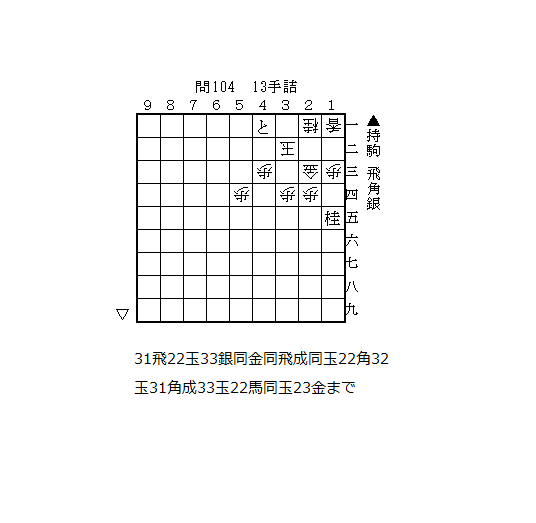 問104 13手詰
9 8 7 6 5 4 3 2 1
と 桂 香 一
玉 二
歩 金 歩 三
歩 歩 歩 四
桂 五
六
七
八
九
▲持駒 飛角銀
▽
31飛22玉33銀同金同飛成同玉22角32
玉31角成33玉22馬同玉23金まで